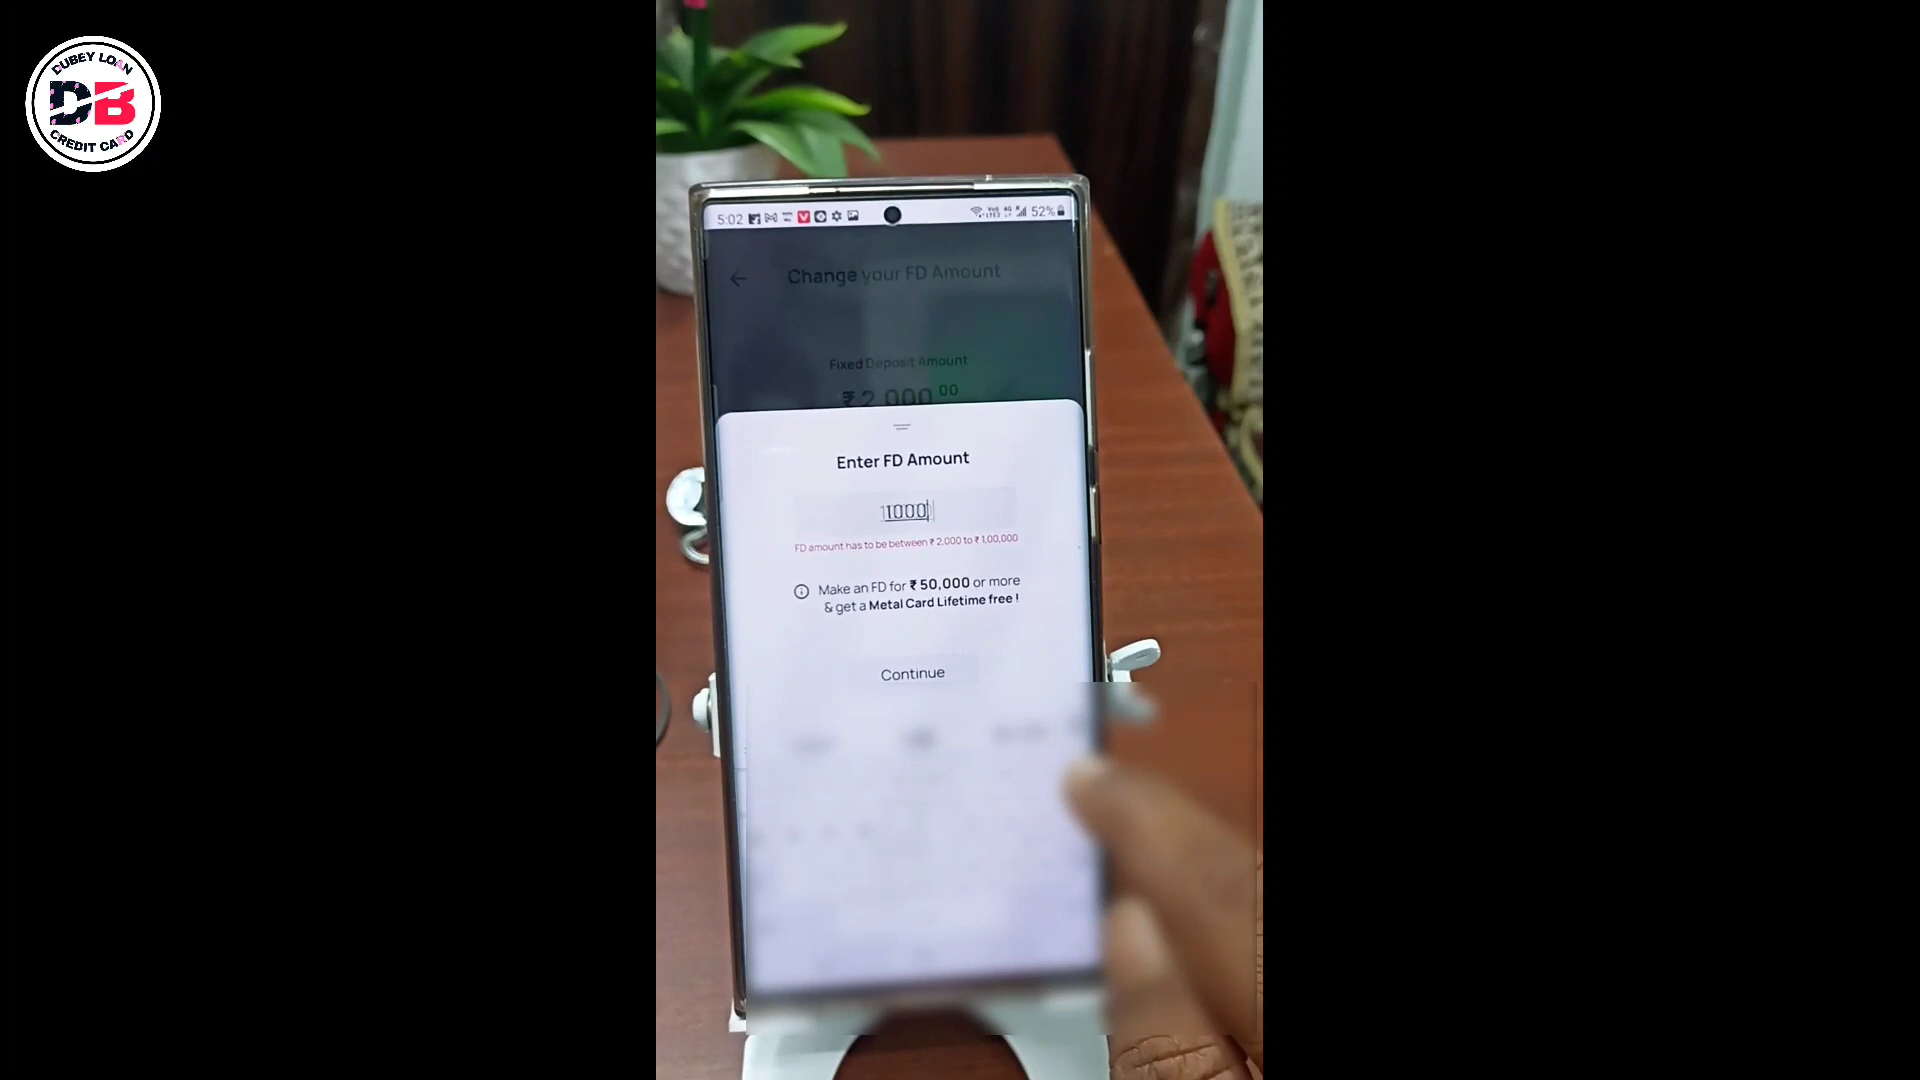 DUBEY LOAN
DB
CREDIT CARD
5:02
52%
Change your FD Amount
Fixed Deposit Amount
₹2,000.00
Enter FD Amount
FD amount has to be between ₹ 2,000 to ₹ 1,00,000
Make an FD for ₹ 50,000 or more
& get a Metal Card Lifetime free !
Continue